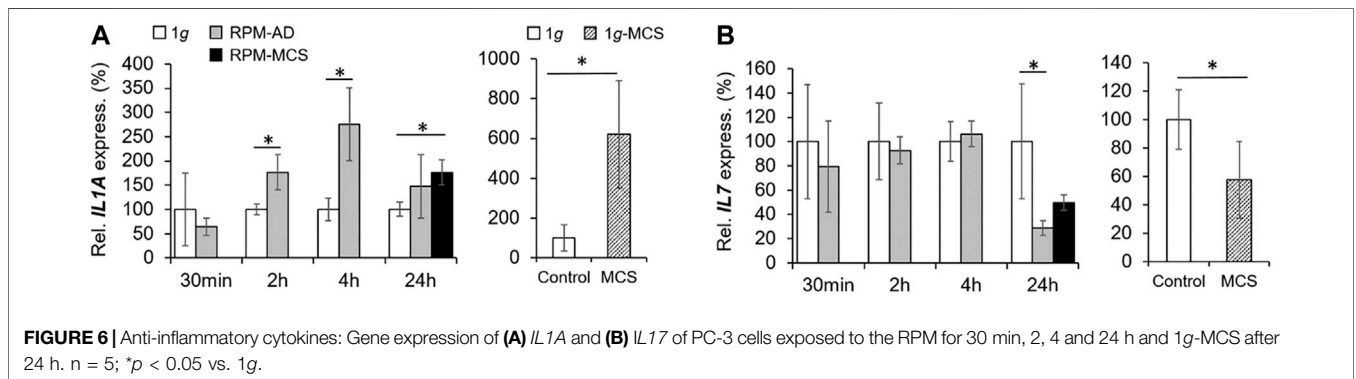 A
1g
RPM-AD
RPM-MCS
1g
1g-MCS
Rel. IL1A express. (%)
400
350
300
250
200
150
100
50
0
*
*
*
30min
2h
4h
24h
1000
800
600
400
200
0
*
Control
MCS
B
Rel. IL7 express. (%)
160
140
120
100
80
60
40
20
0
*
30min
2h
4h
24h
140
120
100
80
60
40
20
0
*
Control
MCS
FIGURE 6 | Anti-inflammatory cytokines: Gene expression of (A) IL1A and (B) IL17 of PC-3 cells exposed to the RPM for 30 min, 2, 4 and 24 h and 1g-MCS after
24 h. n = 5; *p < 0.05 vs. 1g.